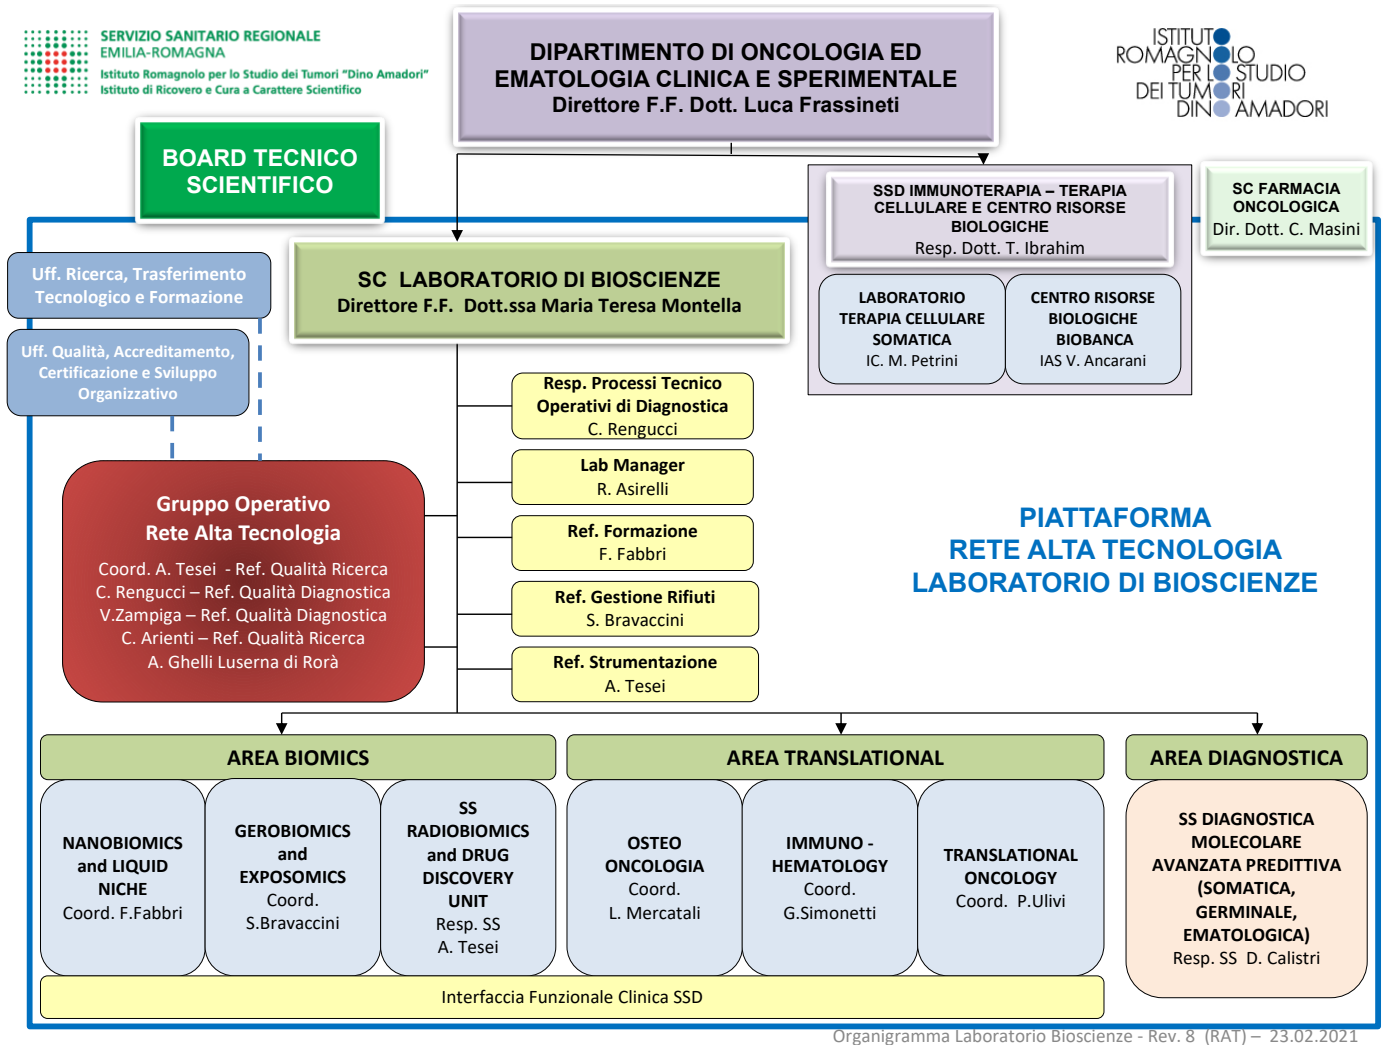 SERVIZIO SANITARIO REGIONALE
EMILIA-ROMAGNA
Istituto Romagnolo per lo Studio dei Tumori "Dino Amadori"
Istituto di Ricovero e Cura a Carattere Scientifico
DIPARTIMENTO DI ONCOLOGIA ED
EMATOLOGIA CLINICA E SPERIMENTALE
Direttore F.F. Dott. Luca Frassineti
ISTITUTO
ROMAGNOLO
PER LO STUDIO
DEI TUMORI
DINO AMADORI
BOARD TECNICO
SCIENTIFICO
SSD IMMUNOTERAPIA – TERAPIA
CELLULARE E CENTRO RISORSE
BIOLOGICHE
Resp. Dott. T. Ibrahim
SC FARMACIA
ONCOLOGICA
Dir. Dott. C. Masini
Uff. Ricerca, Trasferimento
Tecnologico e Formazione
SC  LABORATORIO DI BIOSCIENZE
Direttore F.F.  Dott.ssa Maria Teresa Montella
LABORATORIO
TERAPIA CELLULARE
SOMATICA
IC. M. Petrini
CENTRO RISORSE
BIOLOGICHE
BIOBANCA
IAS V. Ancarani
Uff. Qualità, Accreditamento,
Certificazione e Sviluppo
Organizzativo
Resp. Processi Tecnico
Operativi di Diagnostica
C. Rengucci
Lab Manager
R. Asirelli
Ref. Formazione
F. Fabbri
Ref. Gestione Rifiuti
S. Bravaccini
Ref. Strumentazione
A. Tesei
Gruppo Operativo
Rete Alta Tecnologia
Coord. A. Tesei  - Ref. Qualità Ricerca
C. Rengucci – Ref. Qualità Diagnostica
V.Zampiga – Ref. Qualità Diagnostica
C. Arienti – Ref. Qualità Ricerca
A. Ghelli Luserna di Rorà
PIATTAFORMA
RETE ALTA TECNOLOGIA
LABORATORIO DI BIOSCIENZE
AREA BIOMICS
NANOBIOMICS
and LIQUID
NICHE
Coord. F.Fabbri
GEROBIOMICS
and
EXPOSOMICS
Coord.
S.Bravaccini
SS
RADIOBIOMICS
and DRUG
DISCOVERY
UNIT
Resp. SS
A. Tesei
AREA TRANSLATIONAL
OSTEO
ONCOLOGIA
Coord.
L. Mercatali
IMMUNO -
HEMATOLOGY
Coord.
G.Simonetti
TRANSLATIONAL
ONCOLOGY
Coord.  P.Ulivi
AREA DIAGNOSTICA
SS DIAGNOSTICA
MOLECOLARE
AVANZATA PREDITTIVA
(SOMATICA,
GERMINALE,
EMATOLOGICA)
Resp. SS  D. Calistri
Interfaccia Funzionale Clinica SSD
Organigramma Laboratorio Bioscienze - Rev. 8  (RAT) –  23.02.2021